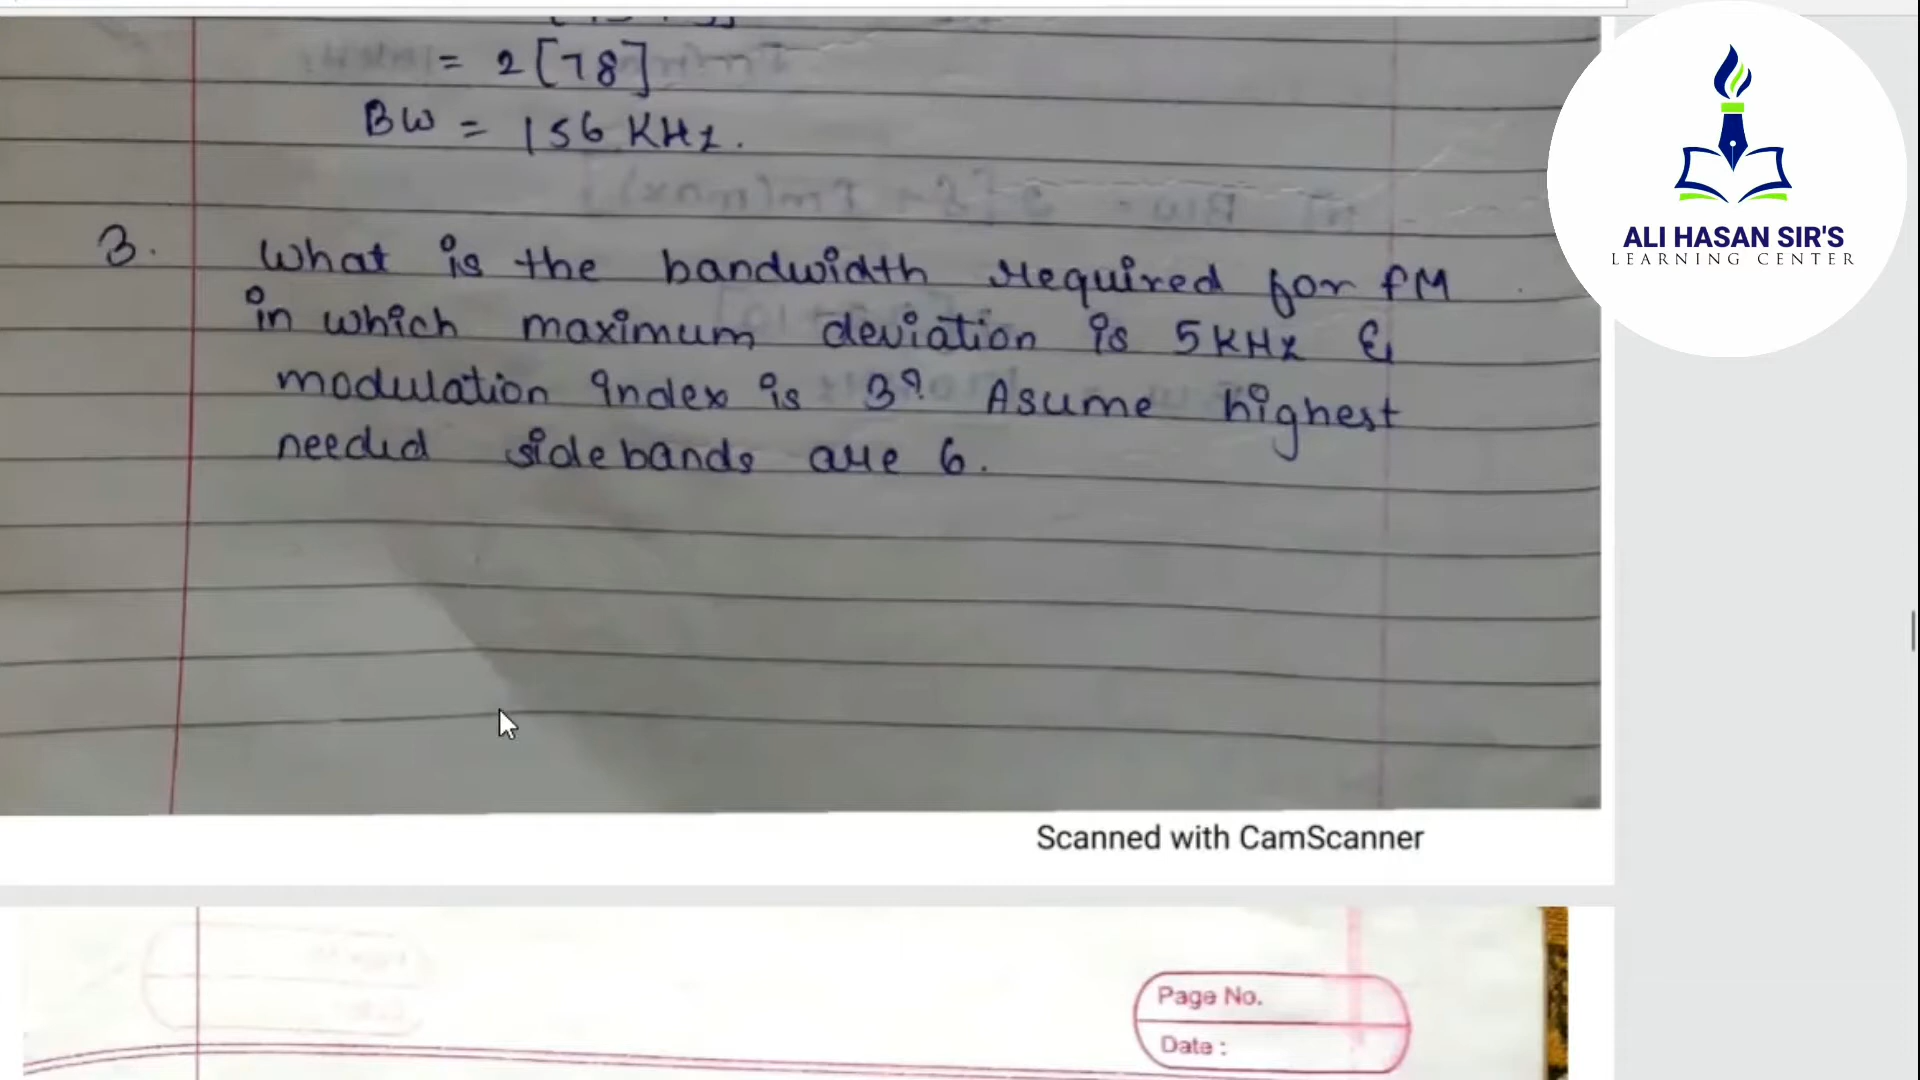 = 2 [78]
BW = 156 KHz.
3. What is the bandwidth required for FM
in which maximum deviation is 5 KHz &
modulation index is 3? Asume highest
needed sidebands are 6.
Scanned with CamScanner
Page No.
Date :
ALI HASAN SIR'S
LEARNING CENTER